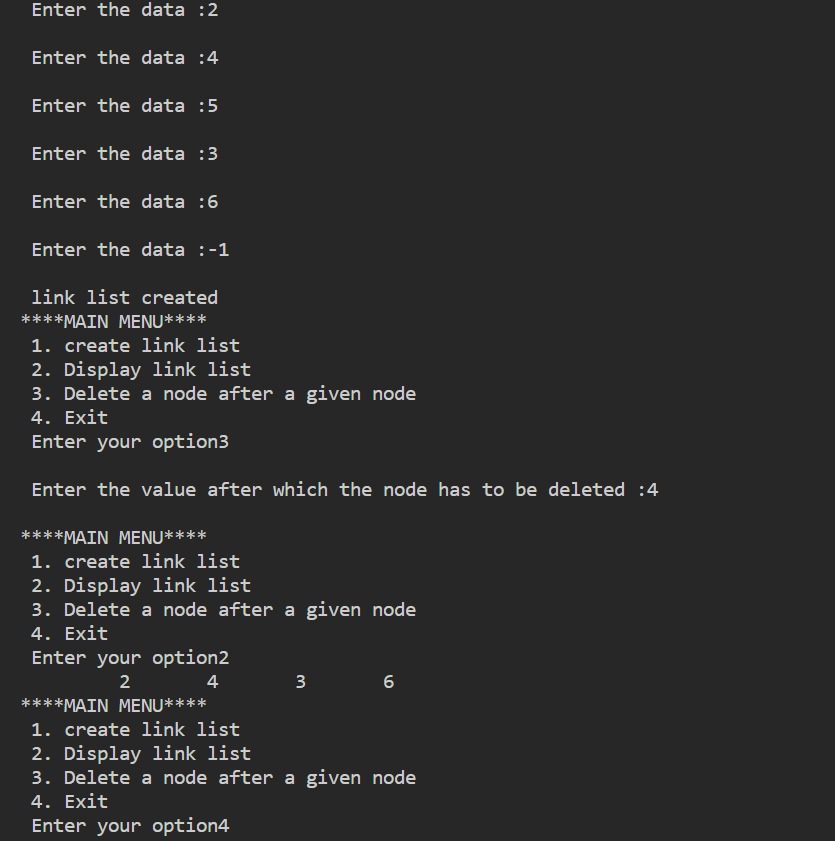 Enter the data :2
Enter the data :4
Enter the data :5
Enter the data :3
Enter the data :6
Enter the data :-1
link list created
****MAIN MENU****
1. create link list
2. Display link list
3. Delete a node after a given node
4. Exit
Enter your option3
Enter the value after which the node has to be deleted :4
****MAIN MENU****
1. create link list
2. Display link list
3. Delete a node after a given node
4. Exit
Enter your option2
2 4 3 6
****MAIN MENU****
1. create link list
2. Display link list
3. Delete a node after a given node
4. Exit
Enter your option4